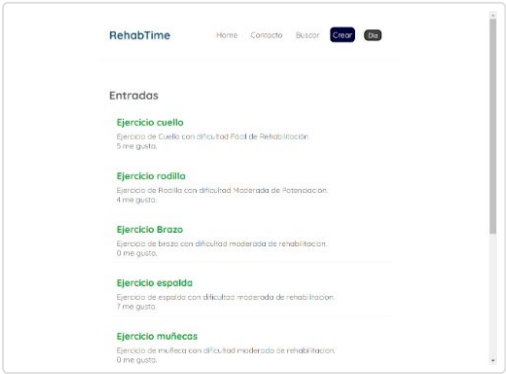 RehabTime
Home Contacto Buscar Crear Día
Entradas
Ejercicio cuello
Ejercicio de Cuello con dificultad Fácil de Rehabilitación.
5 me gusta.
Ejercicio rodilla
Ejercicio de Rodilla con dificultad Moderada de Potenciación.
4 me gusta.
Ejercicio Brazo
Ejercicio de brazo con dificultad moderada de rehabilitacion.
0 me gusta.
Ejercicio espalda
Ejercicio de espalda con dificultad moderada de rehabilitacion.
7 me gusta.
Ejercicio muñecas
Ejercicio de muñeca con dificultad moderada de rehabilitacion.
0 me gusta.